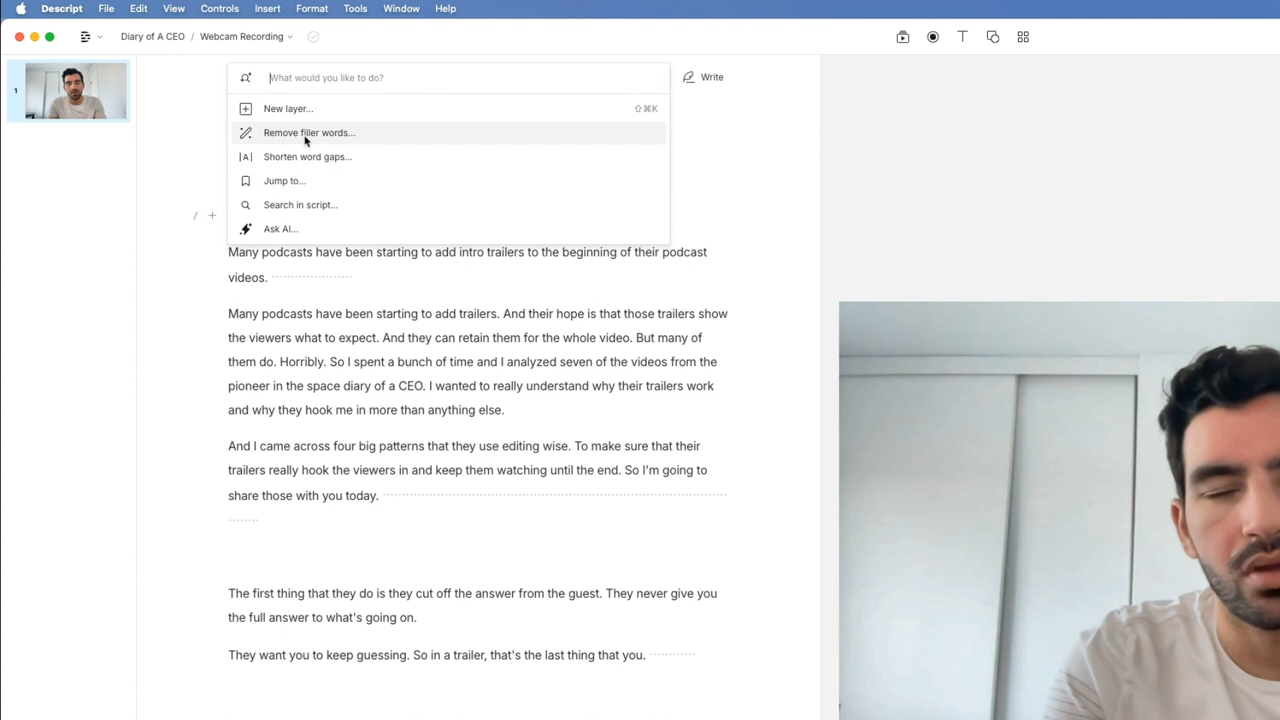 Descript File Edit View Controls Insert Format Tools Window Help
Diary of A CEO / Webcam Recording
1
What would you like to do?
Write
New layer... ⇧⌘K
Remove filler words...
Shorten word gaps...
Jump to...
Search in script...
/ +
Ask AI...
Many podcasts have been starting to add intro trailers to the beginning of their podcast
videos.
Many podcasts have been starting to add trailers. And their hope is that those trailers show
the viewers what to expect. And they can retain them for the whole video. But many of
them do. Horribly. So I spent a bunch of time and I analyzed seven of the videos from the
pioneer in the space diary of a CEO. I wanted to really understand why their trailers work
and why they hook me in more than anything else.
And I came across four big patterns that they use editing wise. To make sure that their
trailers really hook the viewers in and keep them watching until the end. So I'm going to
share those with you today.
The first thing that they do is they cut off the answer from the guest. They never give you
the full answer to what's going on.
They want you to keep guessing. So in a trailer, that's the last thing that you.